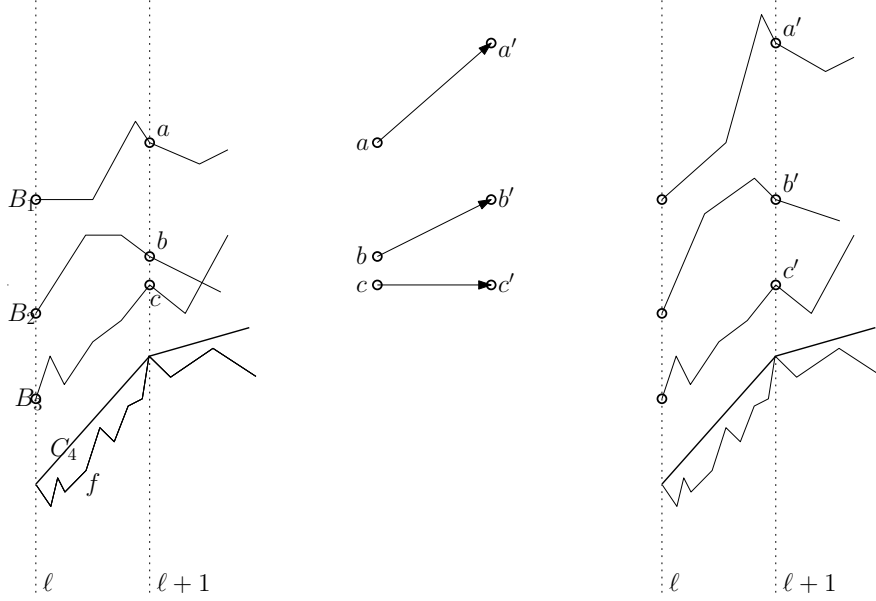 a
B₁
b
B₂
c
B₃
C₄
f
ℓ
ℓ + 1
a′
a
b′
b
c
c′
a′
b′
c′
ℓ
ℓ + 1